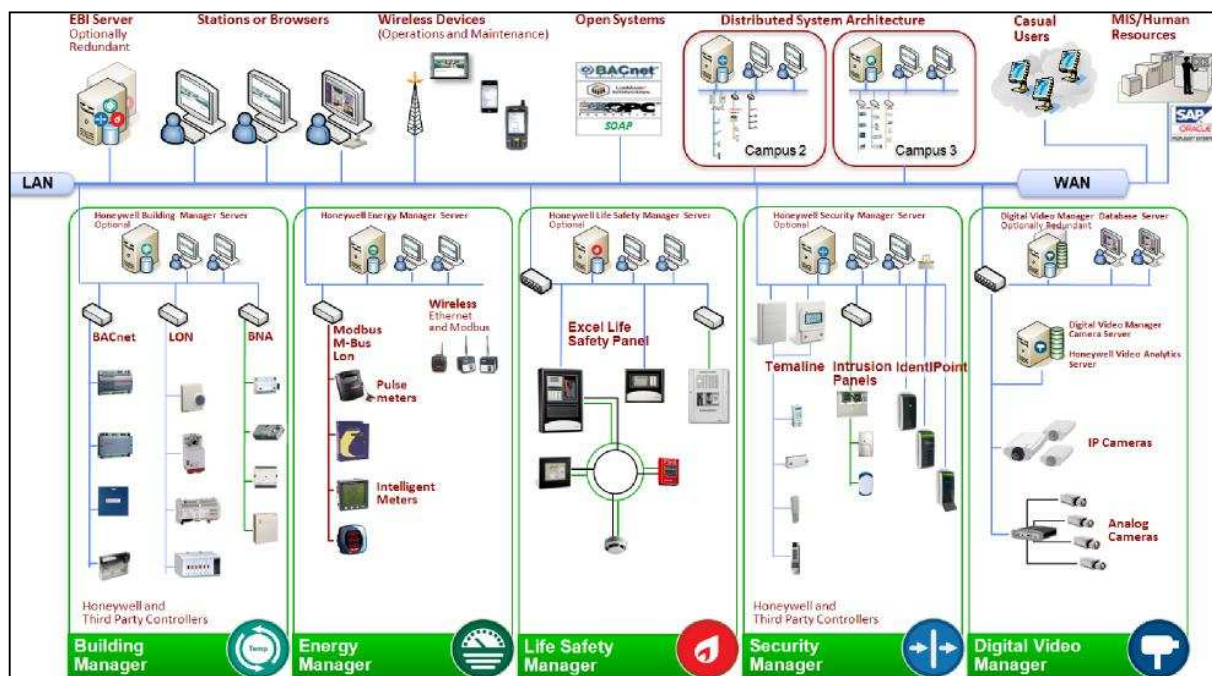 EBI Server
Optionally
Redundant
Stations or Browsers
Wireless Devices
(Operations and Maintenance)
Open Systems
BACnet
OPC
SOAP
Distributed System Architecture
Campus 2
Campus 3
Casual
Users
MIS/Human
Resources
SAP
ORACLE
LAN
WAN
Honeywell Building Manager Server
Optional
BACnet
LON
BNA
Honeywell and
Third Party Controllers
Building
Manager
Temp
Honeywell Energy Manager Server
Modbus
M-Bus
Lon
Wireless
Ethernet
and Modbus
Pulse
meters
Intelligent
Meters
Energy
Manager
Honeywell Life Safety Manager Server
Optional
Excel Life
Safety Panel
Life Safety
Manager
Honeywell Security Manager Server
Optional
Temaline
Intrusion
Panels
IdentIPoint
Honeywell and
Third Party Controllers
Security
Manager
Digital Video Manager Database Server
Optionally Redundant
Digital Video Manager
Camera Server
Honeywell Video Analytics
Server
IP Cameras
Analog
Cameras
Digital Video
Manager